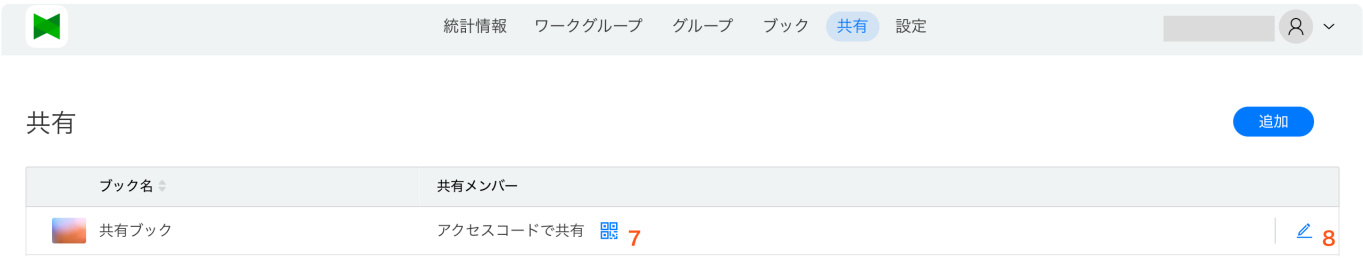 統計情報 ワークグループ グループ ブック 共有 設定
共有 追加
ブック名 共有メンバー
共有ブック アクセスコードで共有 7 8